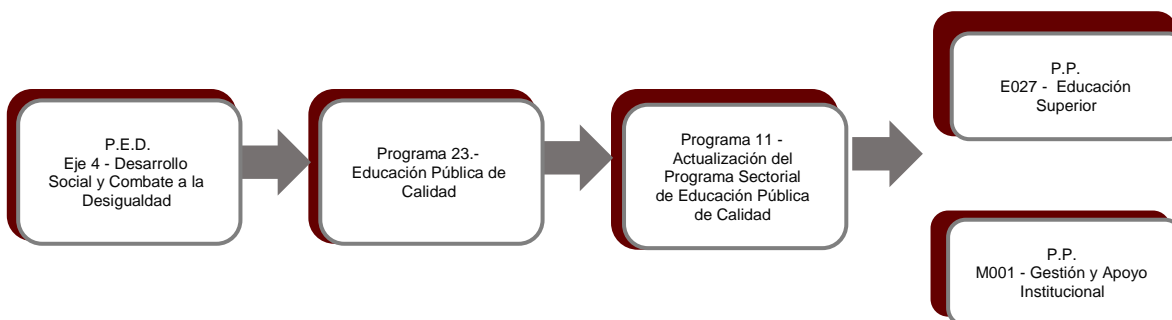 P.E.D.
Eje 4 - Desarrollo
Social y Combate a la
Desigualdad
Programa 23.-
Educación Pública de
Calidad
Programa 11 -
Actualización del
Programa Sectorial
de Educación Pública
de Calidad
P.P.
E027 - Educación
Superior
P.P.
M001 - Gestión y Apoyo
Institucional